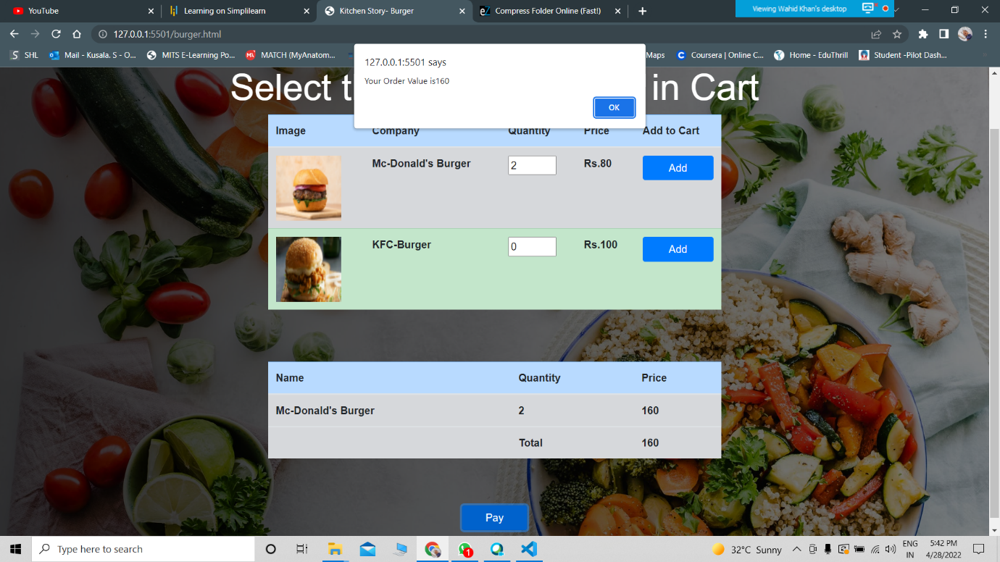 YouTube
Learning on Simplilearn
Kitchen Story- Burger
Compress Folder Online (Fast!)
Viewing Wahid Khan's desktop
127.0.0.1:5501/burger.html
SHL
Mail - Kusala. S - O...
MITS E-Learning Po...
MATCH (MyAnatom...
Maps
Coursera | Online C...
Home - EduThrill
Student -Pilot Dash...
127.0.0.1:5501 says
Your Order Value is160
OK
Select t
in Cart
Image
Company
Quantity
Price
Add to Cart
Mc-Donald's Burger
2
Rs.80
Add
KFC-Burger
0
Rs.100
Add
Name
Quantity
Price
Mc-Donald's Burger
2
160
Total
160
Pay
Type here to search
1
32°C Sunny
ENG
IN
5:42 PM
4/28/2022